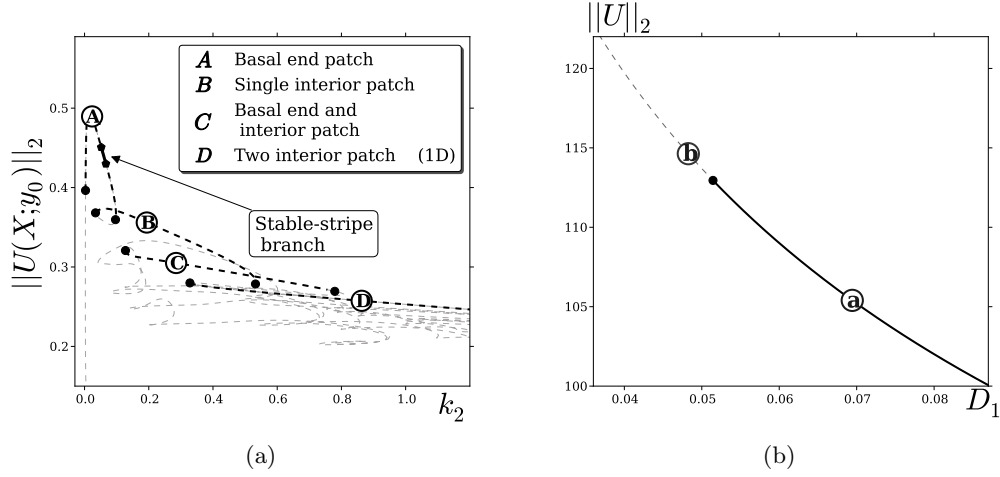 ||U||₂
A Basal end patch
B Single interior patch
C Basal end and
interior patch
D Two interior patch (1D)
Stable-stripe
branch
A
B
C
D
||U(X;y₀)||₂
0.5
0.4
0.3
0.2
0.0 0.2 0.4 0.6 0.8 1.0
k₂
(a)
120
115
110
105
100
b
a
0.04 0.05 0.06 0.07 0.08
D₁
(b)